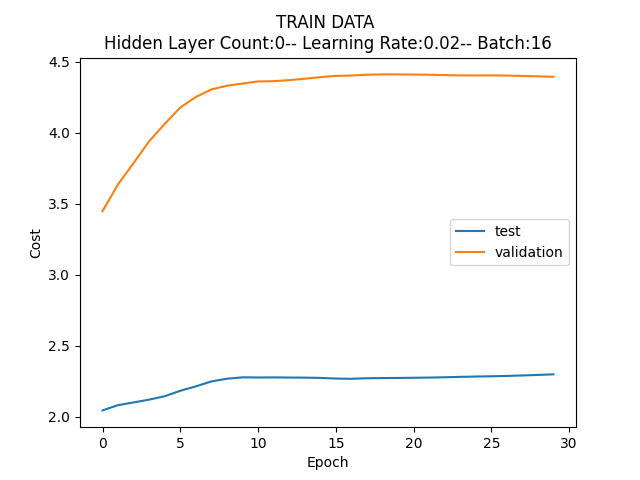 TRAIN DATA
Hidden Layer Count:0-- Learning Rate:0.02-- Batch:16
4.5
4.0
3.5
3.0
2.5
2.0
Cost
test
validation
0 5 10 15 20 25 30
Epoch